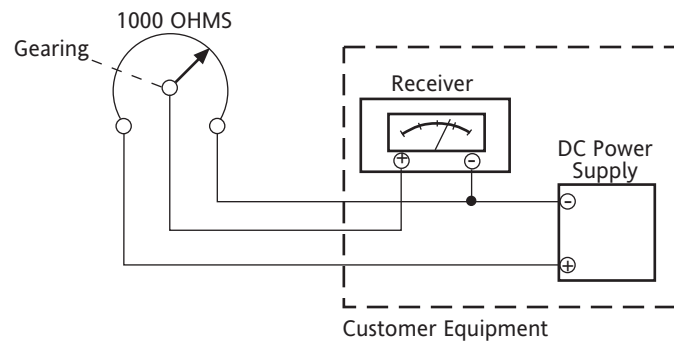 1000 OHMS
Gearing
Receiver
+ -
DC Power
Supply
-
+
Customer Equipment